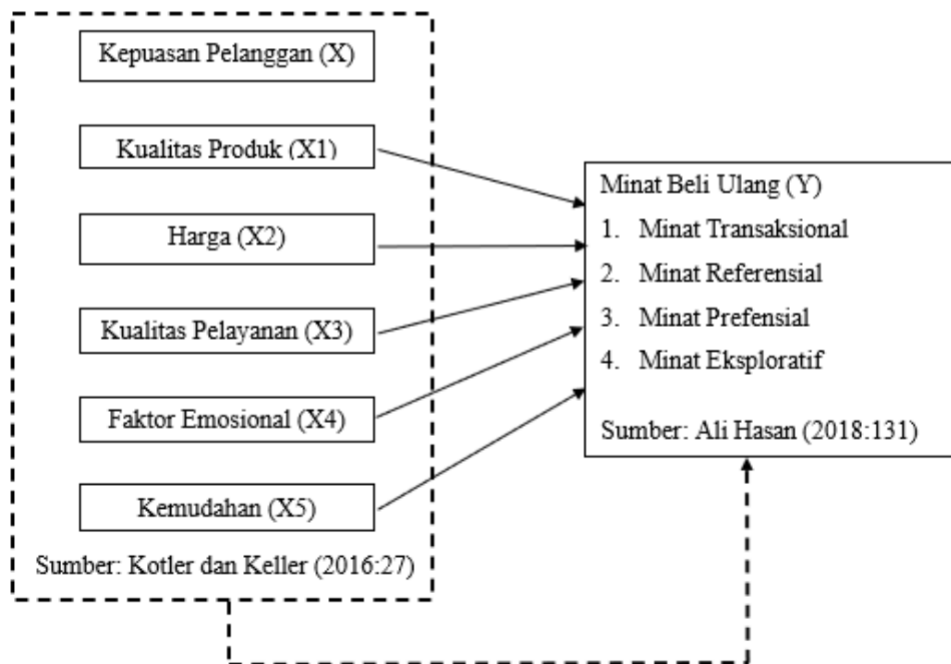 Kepuasan Pelanggan (X)
Kualitas Produk (X1)
Harga (X2)
Kualitas Pelayanan (X3)
Faktor Emosional (X4)
Kemudahan (X5)
Sumber: Kotler dan Keller (2016:27)
Minat Beli Ulang (Y)
1. Minat Transaksional
2. Minat Referensial
3. Minat Prefensial
4. Minat Eksploratif
Sumber: Ali Hasan (2018:131)